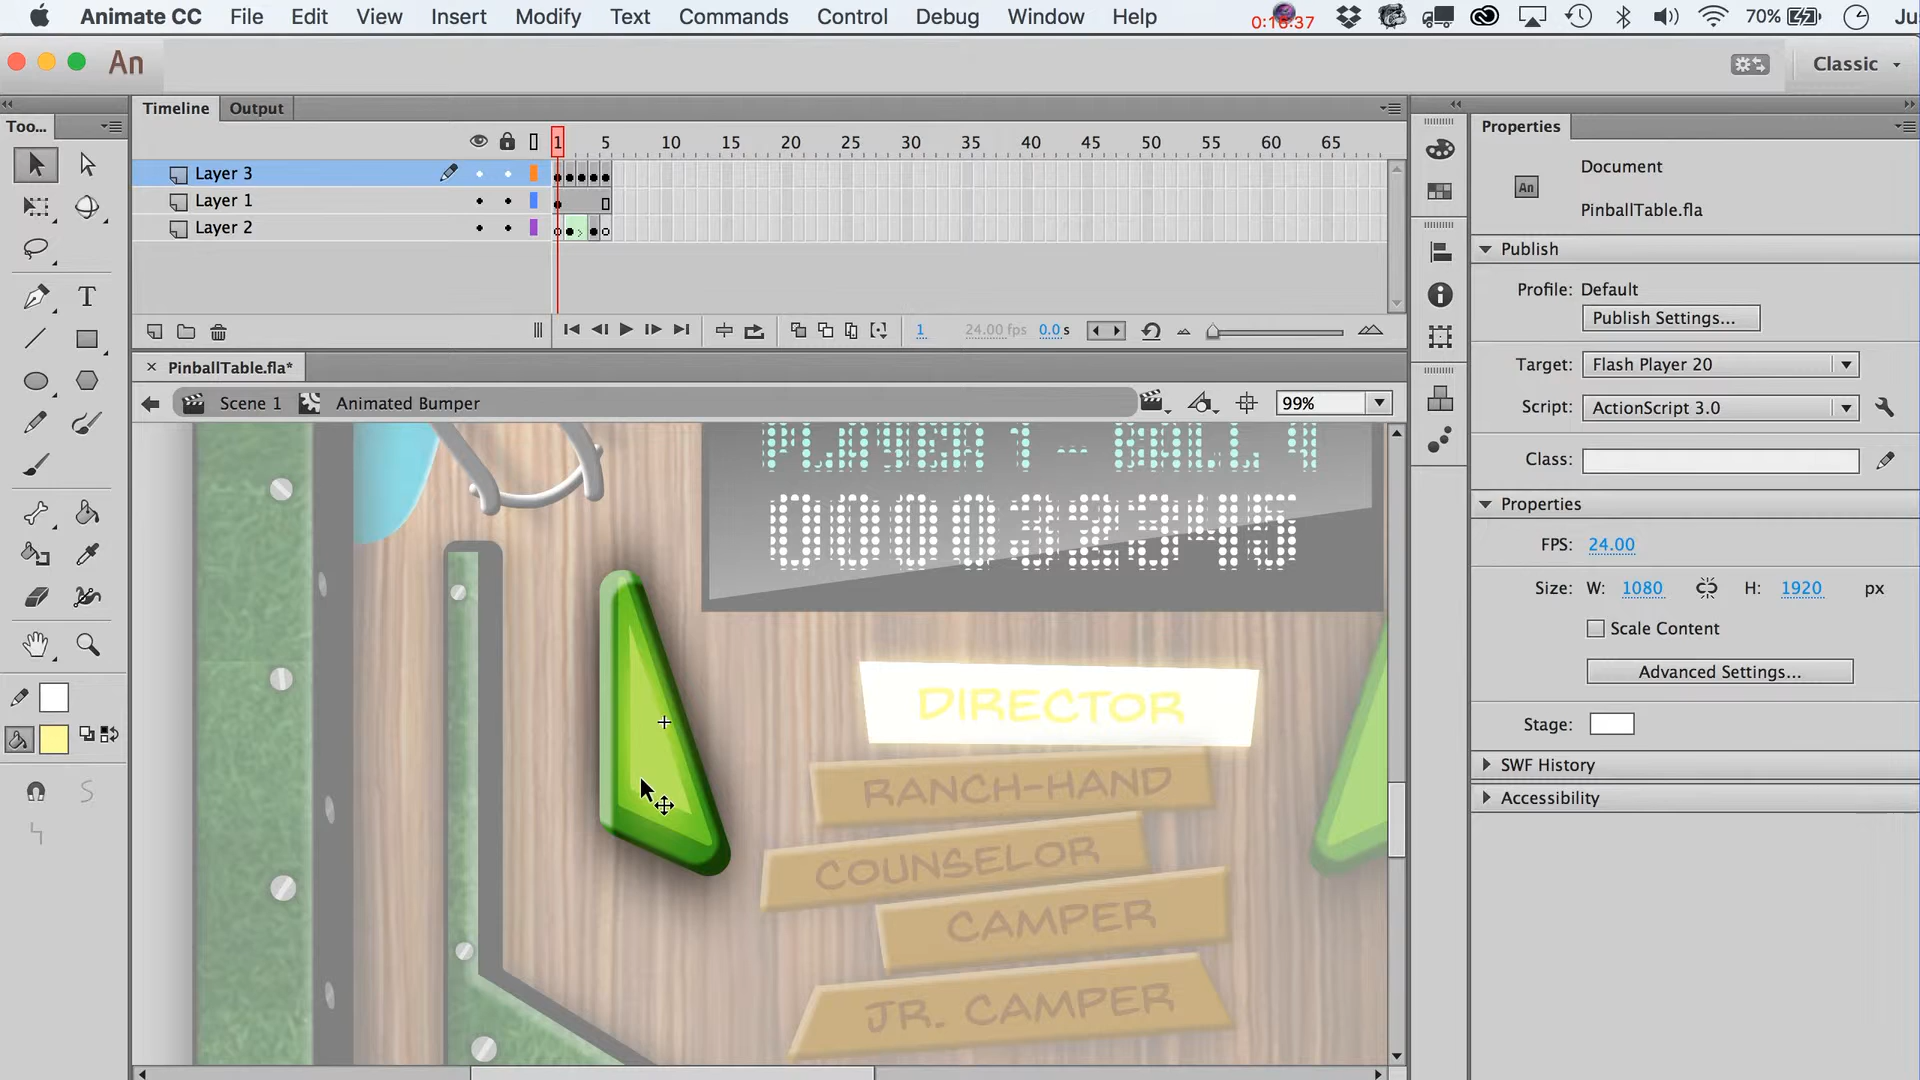 Animate CC File Edit View Insert Modify Text Commands Control Debug Window Help 0:16:37 70% Ju
An Classic
Timeline Output
Too...
Properties
1 5 10 15 20 25 30 35 40 45 50 55 60 65
Layer 3
Layer 1
Layer 2
1 24.00 fps 0.0 s
An
Document
PinballTable.fla
Publish
Profile: Default
Publish Settings...
Target: Flash Player 20
Script: ActionScript 3.0
Class:
Properties
FPS: 24.00
Size: W: 1080 H: 1920 px
Scale Content
Advanced Settings...
Stage:
SWF History
Accessibility
PinballTable.fla*
Scene 1 Animated Bumper 99%
PLAYER 1 - BALL 4
000032345
DIRECTOR
RANCH-HAND
COUNSELOR
CAMPER
JR. CAMPER